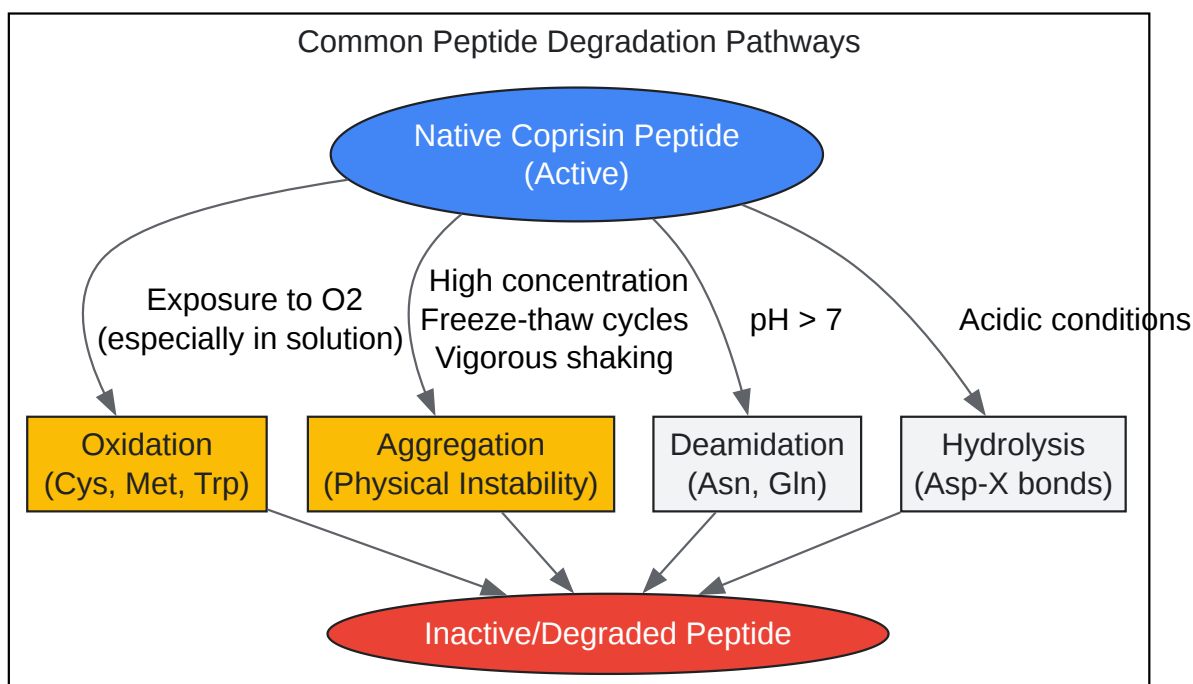 Common Peptide Degradation Pathways
Native Coprisin Peptide
(Active)
Exposure to O2
(especially in solution)
High concentration
Freeze-thaw cycles
Vigorous shaking
pH > 7
Acidic conditions
Oxidation
(Cys, Met, Trp)
Aggregation
(Physical Instability)
Deamidation
(Asn, Gln)
Hydrolysis
(Asp-X bonds)
Inactive/Degraded Peptide